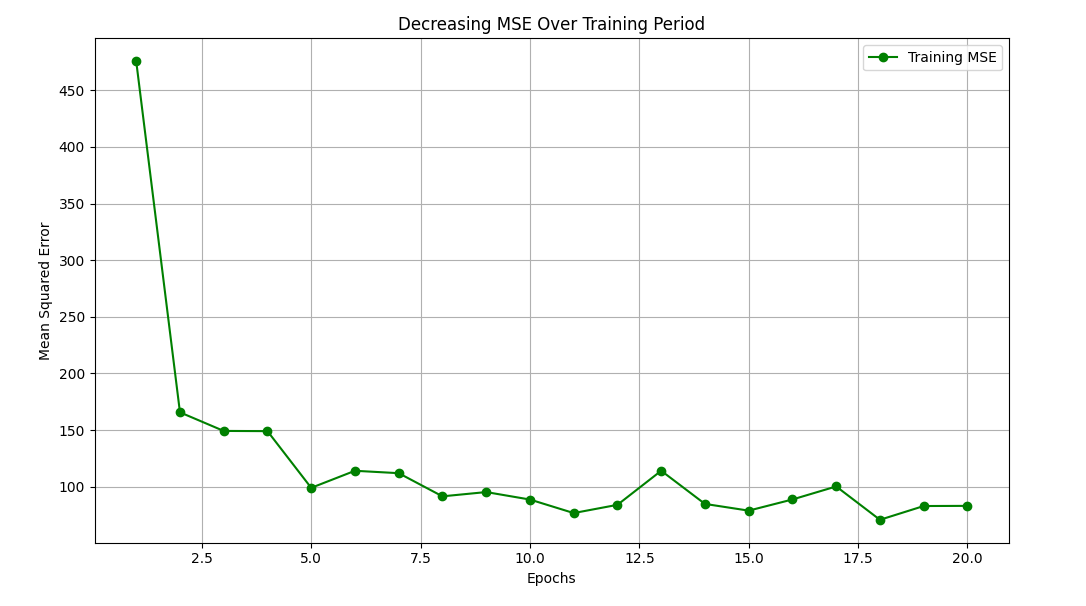 Decreasing MSE Over Training Period
Training MSE
Mean Squared Error
450
400
350
300
250
200
150
100
2.5 5.0 7.5 10.0 12.5 15.0 17.5 20.0
Epochs